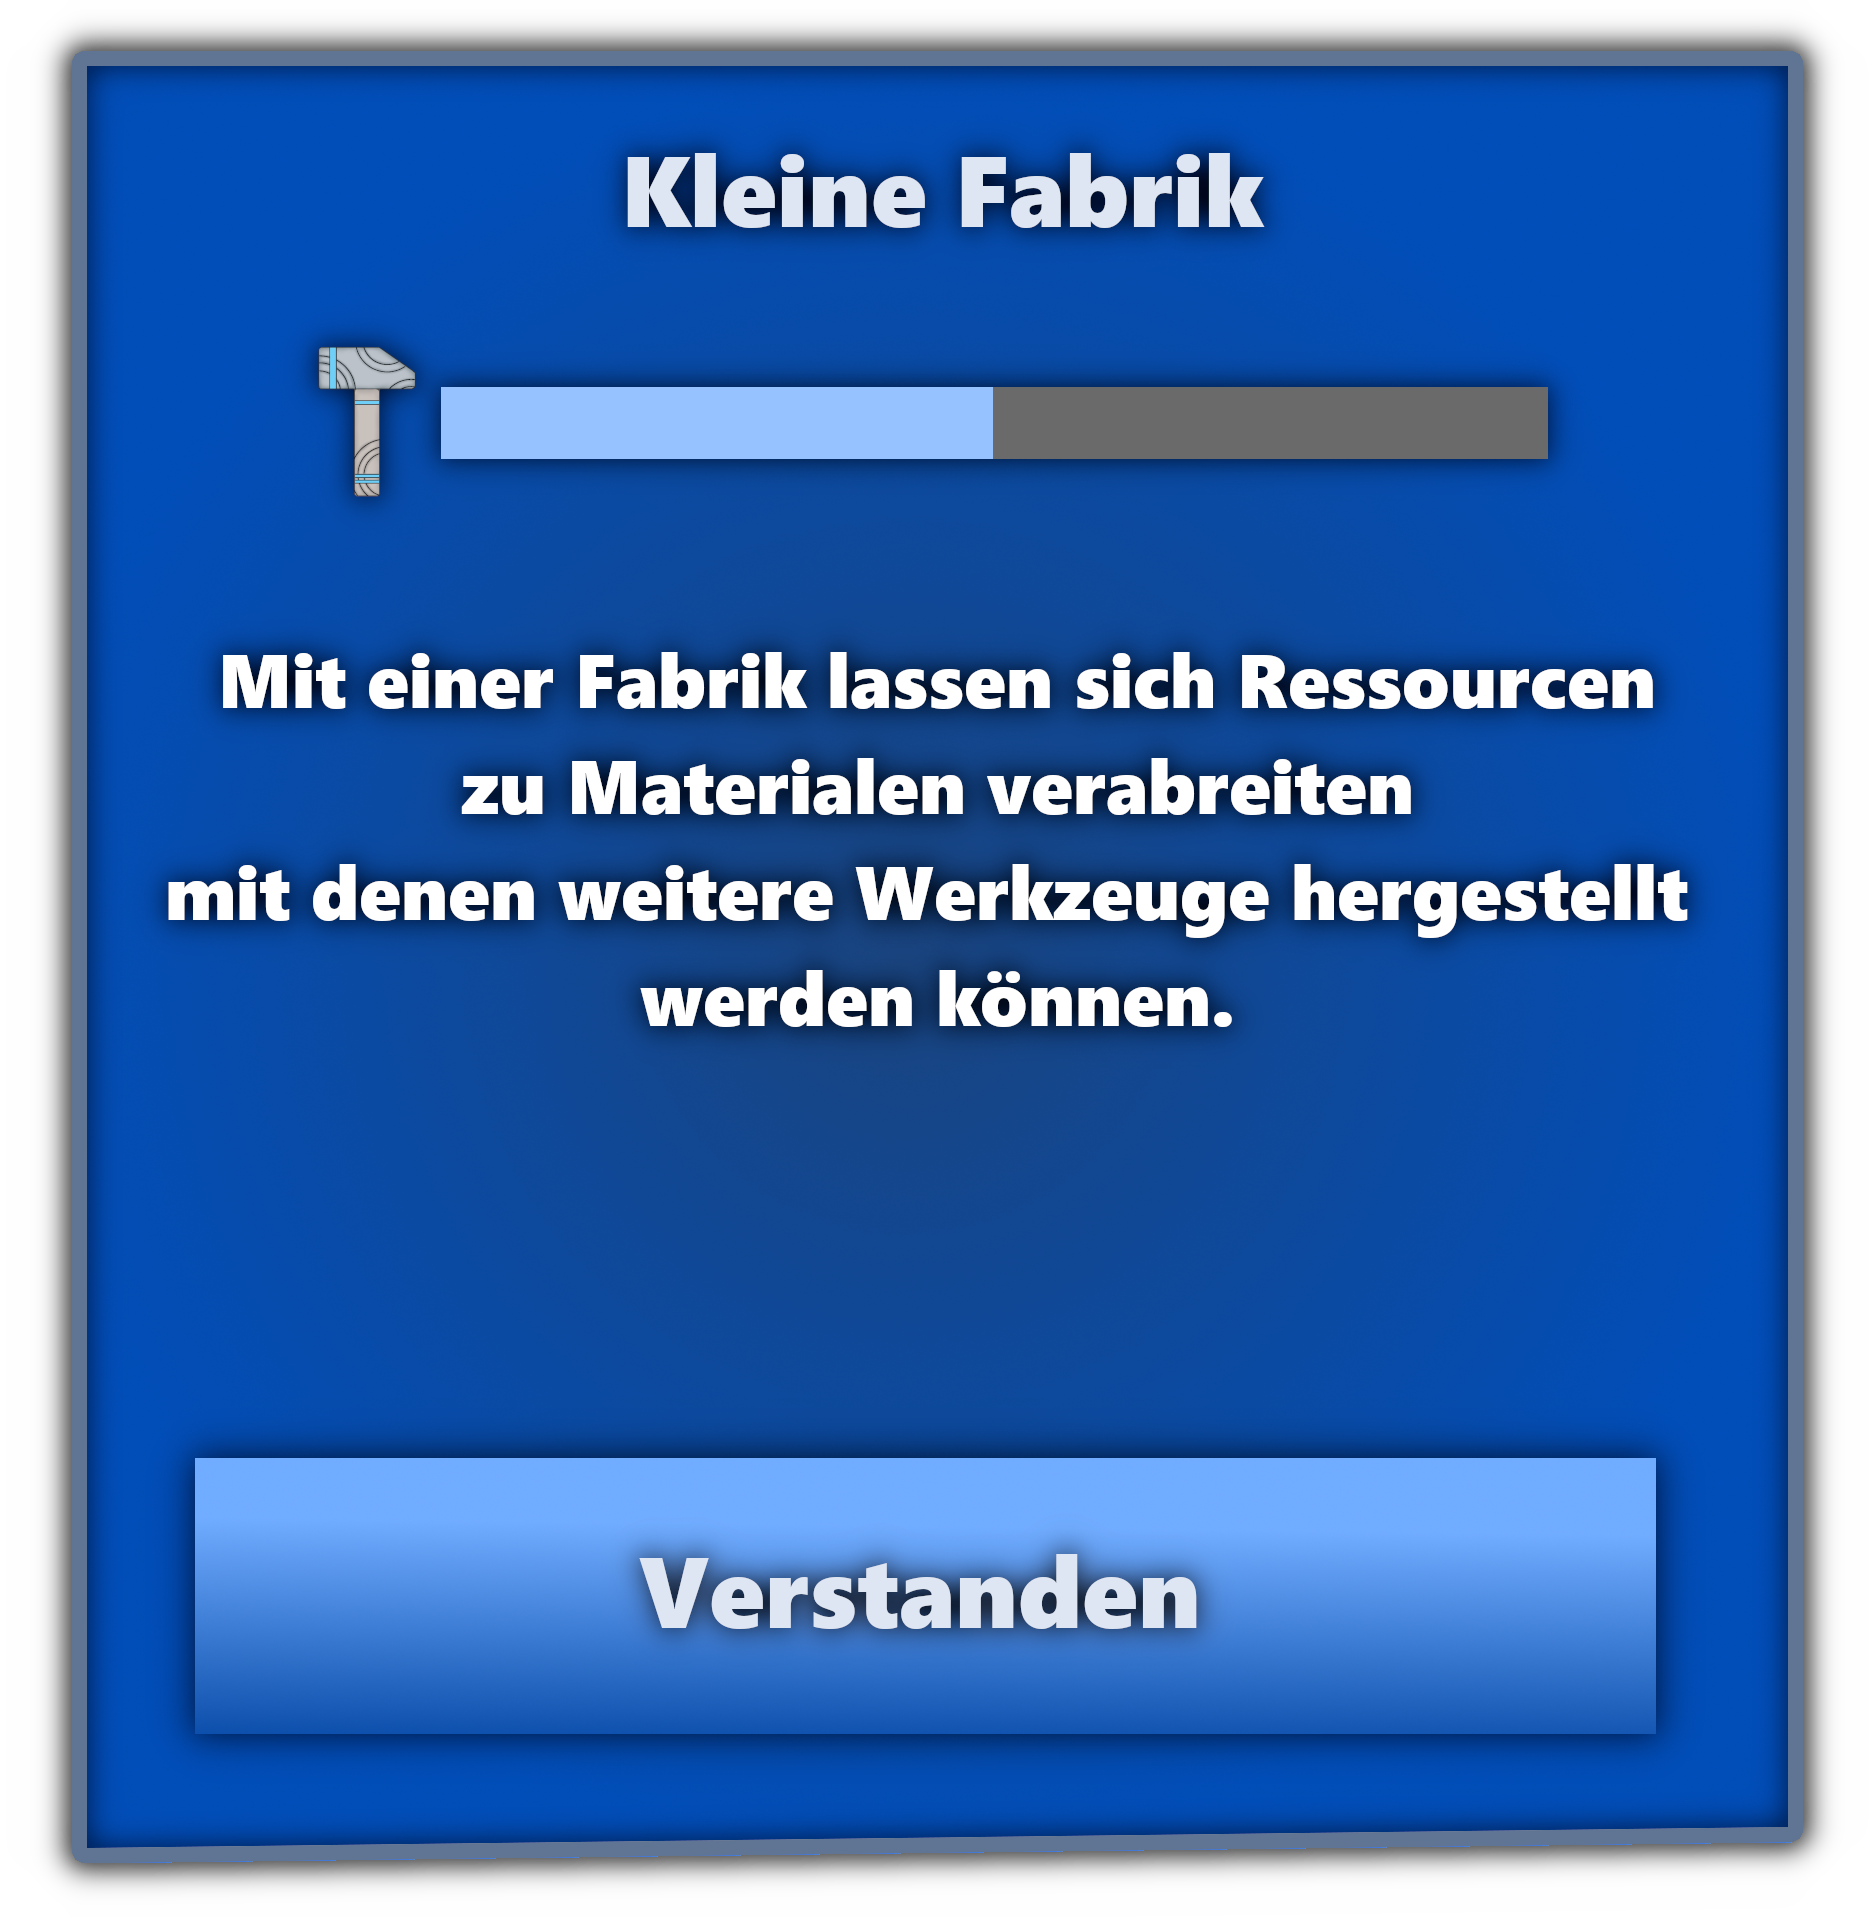 Kleine Fabrik
Mit einer Fabrik lassen sich Ressourcen
zu Materialen verabreiten
mit denen weitere Werkzeuge hergestellt
werden können.
Verstanden